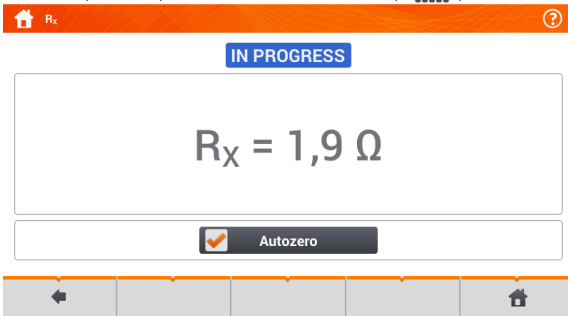 Rx
?
IN PROGRESS
Rx = 1,9 Ω
Autozero